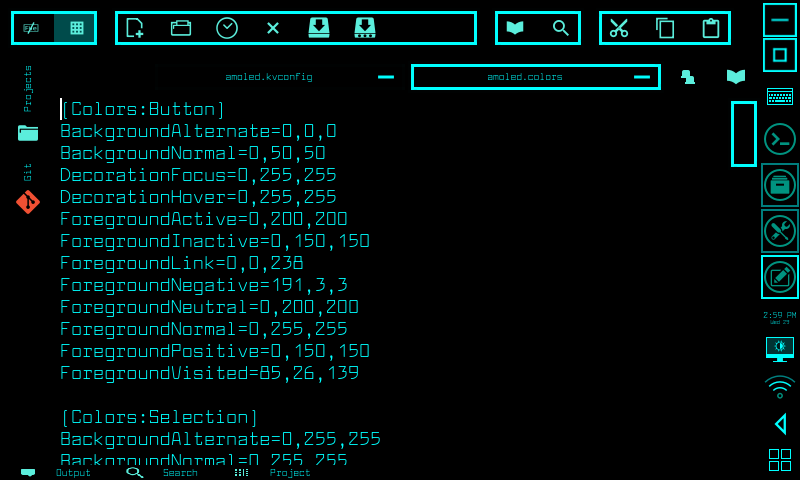 amoled.kvconfig
amoled.colors
Projects
Git
[Colors:Button]
BackgroundAlternate=0,0,0
BackgroundNormal=0,50,50
DecorationFocus=0,255,255
DecorationHover=0,255,255
ForegroundActive=0,200,200
ForegroundInactive=0,150,150
ForegroundLink=0,0,238
ForegroundNegative=191,3,3
ForegroundNeutral=0,200,200
ForegroundNormal=0,255,255
ForegroundPositive=0,150,150
ForegroundVisited=85,26,139
[Colors:Selection]
BackgroundAlternate=0,255,255
BackgroundNormal=0,255,255
Output
Search
Project
2:59 PM
Wed 29